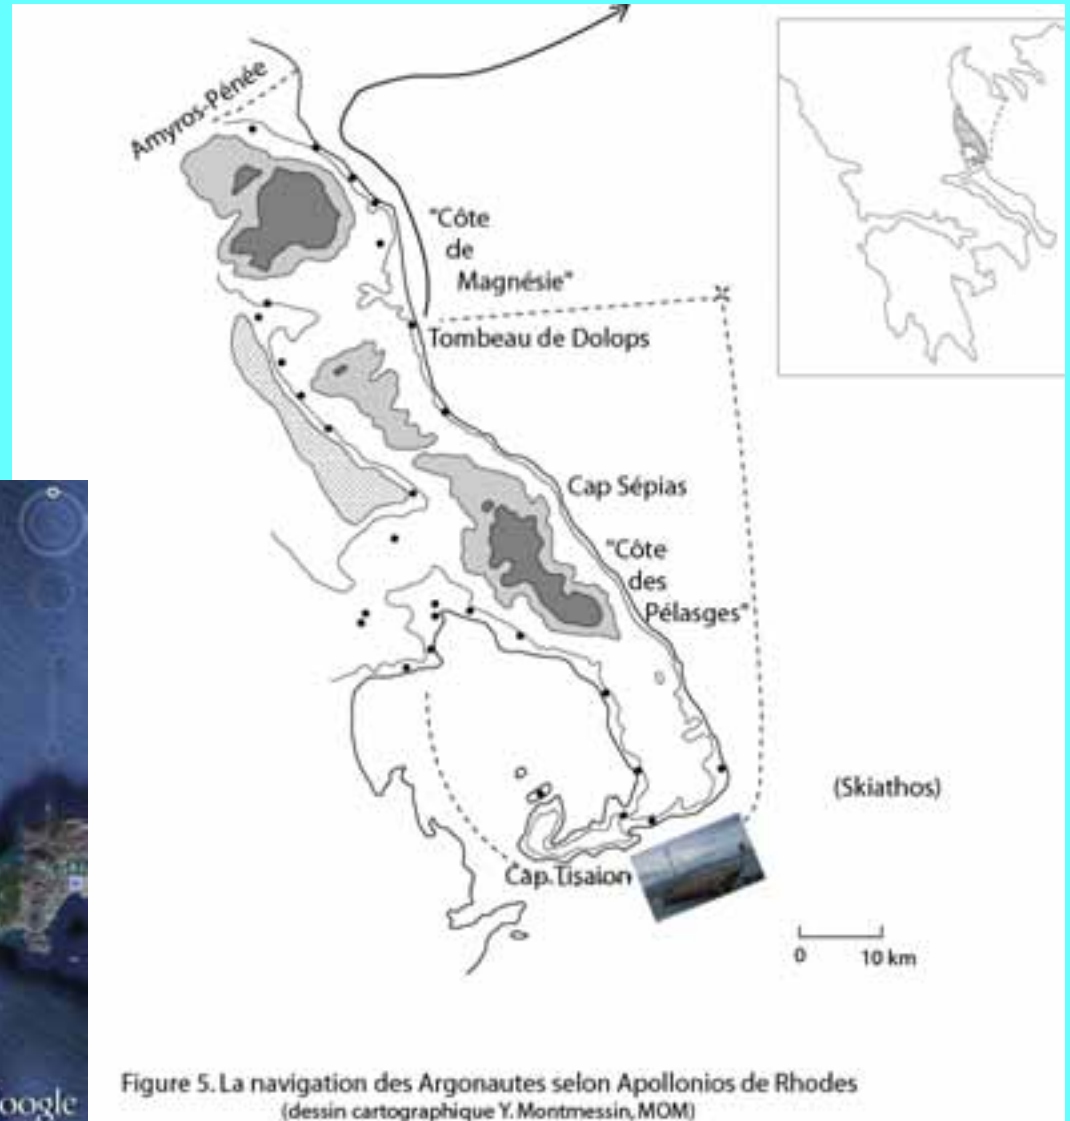 Amyros-Pénée
"Côte
de
Magnésie"
Tombeau de Dolops
Cap Sépias
"Côte
des
Pélasges"
(Skiathos)
Cap.Tisaion
0 10 km
oogle
Figure 5. La navigation des Argonautes selon Apollonios de Rhodes
(dessin cartographique Y. Montmessin, MOM)